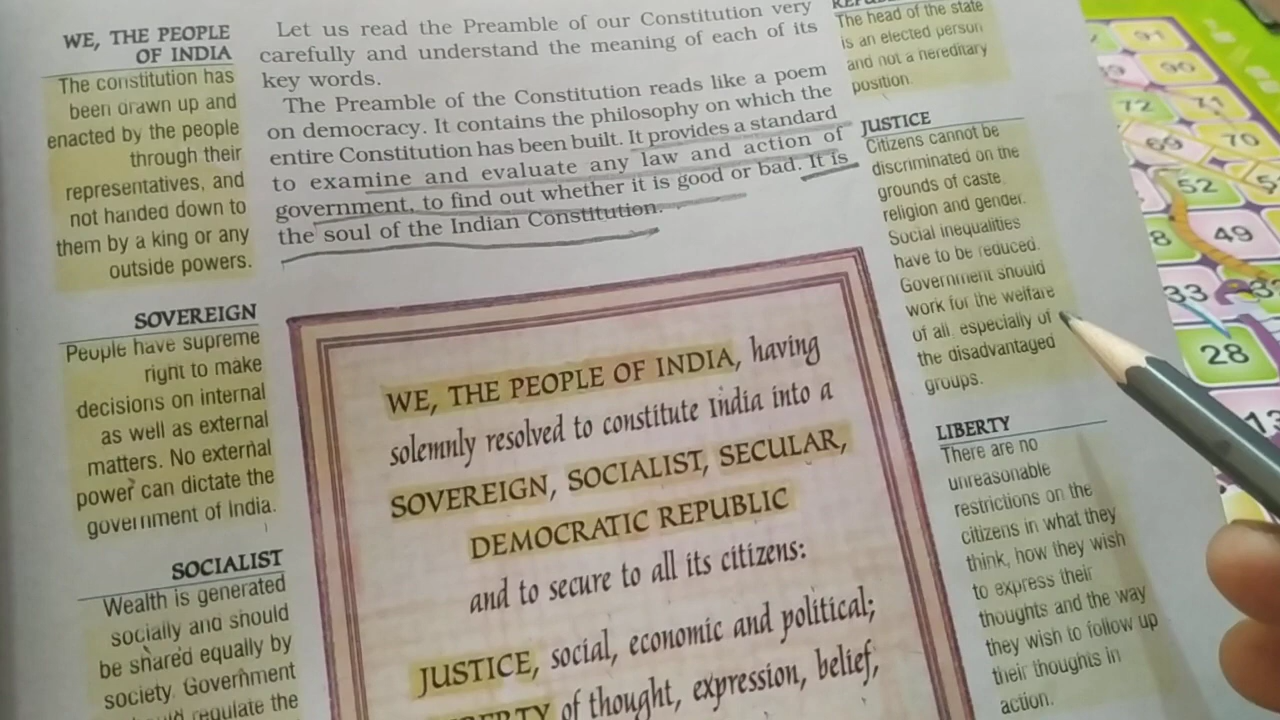 WE, THE PEOPLE
OF INDIA
The constitution has
been drawn up and
enacted by the people
through their
representatives, and
not handed down to
them by a king or any
outside powers.
SOVEREIGN
People have supreme
right to make
decisions on internal
as well as external
matters. No external
power can dictate the
government of India.
SOCIALIST
Wealth is generated
socially and should
be shared equally by
society. Government
regulate the
Let us read the Preamble of our Constitution very
carefully and understand the meaning of each of its
key words.
The Preamble of the Constitution reads like a poem
on democracy. It contains the philosophy on which the
entire Constitution has been built. It provides a standard
to examine and evaluate any law and action of
government, to find out whether it is good or bad. It is
the soul of the Indian Constitution.
WE, THE PEOPLE OF INDIA, having
solemnly resolved to constitute India into a
SOVEREIGN, SOCIALIST, SECULAR,
DEMOCRATIC REPUBLIC
and to secure to all its citizens:
JUSTICE, social, economic and political;
of thought, expression, belief,
The head of the state
is an elected person
and not a hereditary
position.
JUSTICE
Citizens cannot be
discriminated on the
grounds of caste,
religion and gender.
Social inequalities
have to be reduced.
Government should
work for the welfare
of all, especially of
the disadvantaged
groups.
LIBERTY
There are no
unreasonable
restrictions on the
citizens in what they
think, how they wish
to express their
thoughts and the way
they wish to follow up
their thoughts in
action.
91
90
72 71
69 70
52
49
33
28